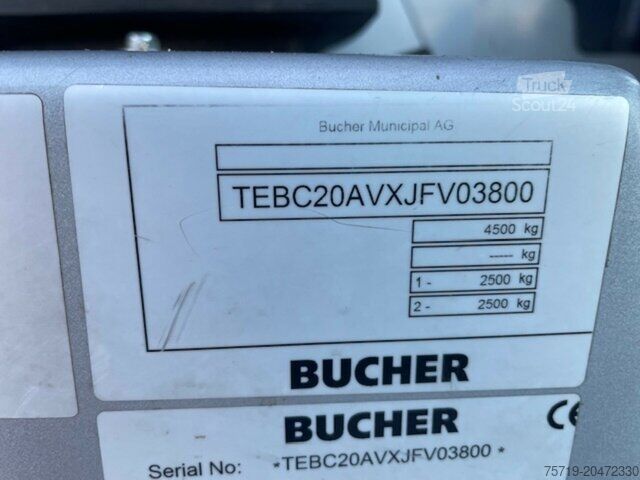 Truck
Scout24
Bucher Municipal AG
TEBC20AVXJFV03800
4500 kg
----- kg
1 - 2500 kg
2 - 2500 kg
BUCHER
BUCHER
CE
Serial No: *TEBC20AVXJFV03800 *
75719-20472330